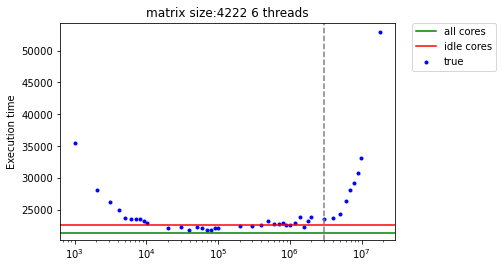 matrix size:4222 6 threads
all cores
idle cores
true
Execution time
50000
45000
40000
35000
30000
25000
10³
10⁴
10⁵
10⁶
10⁷